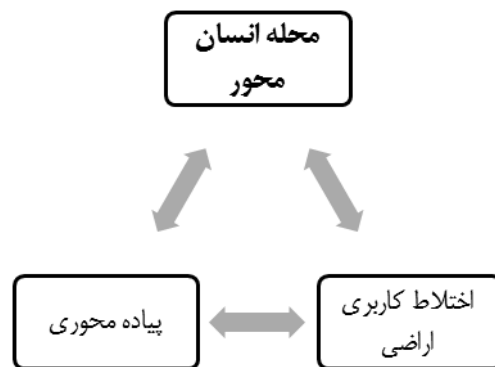 محله انسان
محور
اختلاط کاربری
اراضی
پیاده محوری